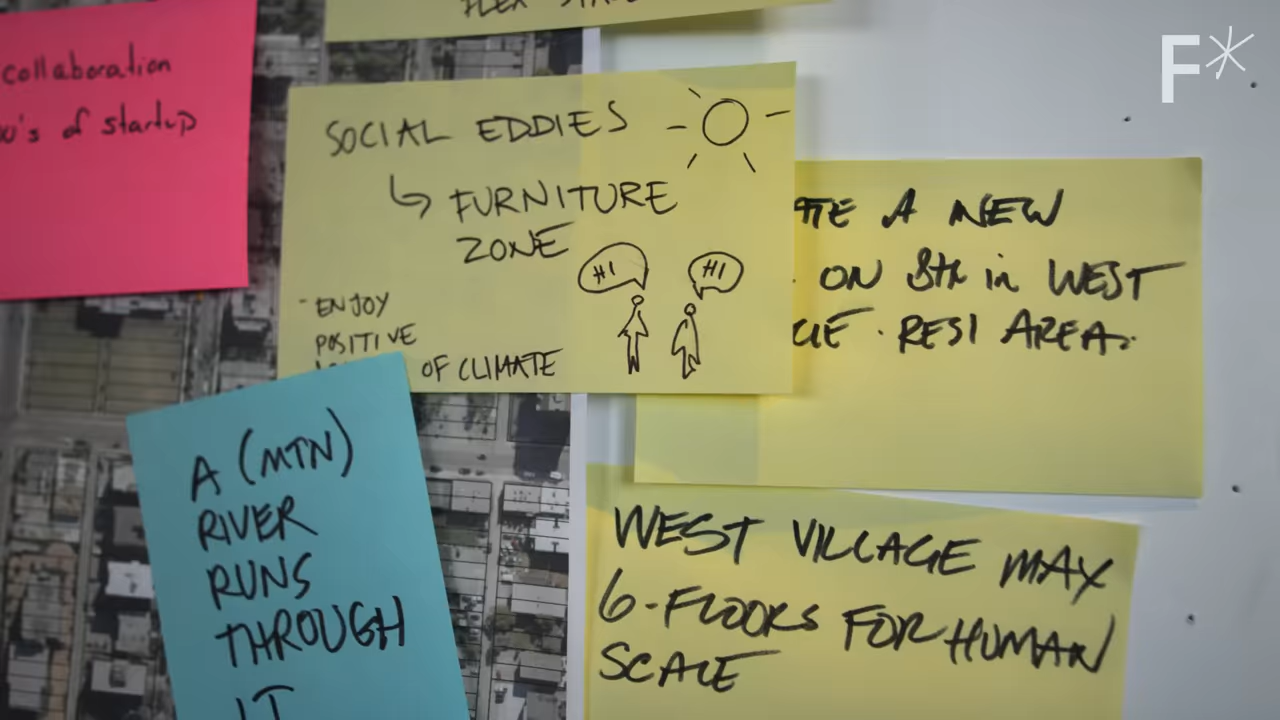 collaboration
of startup
SOCIAL EDDIES
↳ FURNITURE
ZONE
HI
HI
- ENJOY
POSITIVE
OF CLIMATE
A NEW
ON 8th in WEST
RESI AREA.
A (MTN)
RIVER
RUNS
THROUGH
IT
WEST VILLAGE MAX
6-FLOORS FOR HUMAN
SCALE
F*